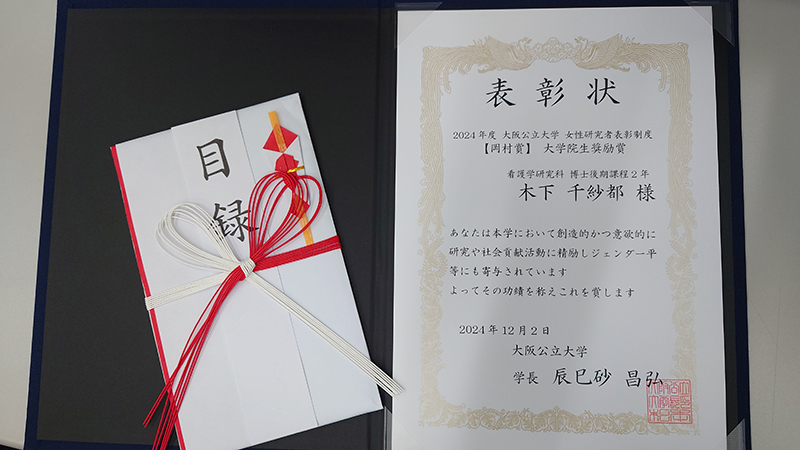 目録
表彰状
2024年度 大阪公立大学 女性研究者表彰制度
【岡村賞】 大学院生奨励賞
看護学研究科 博士後期課程2年
木下 千紗都 様
あなたは本学において創造的かつ意欲的に
研究や社会貢献活動に精励しジェンダー平
等にも寄与されています
よってその功績を称えこれを賞します
2024年12月2日
大阪公立大学
学長 辰巳砂 昌弘